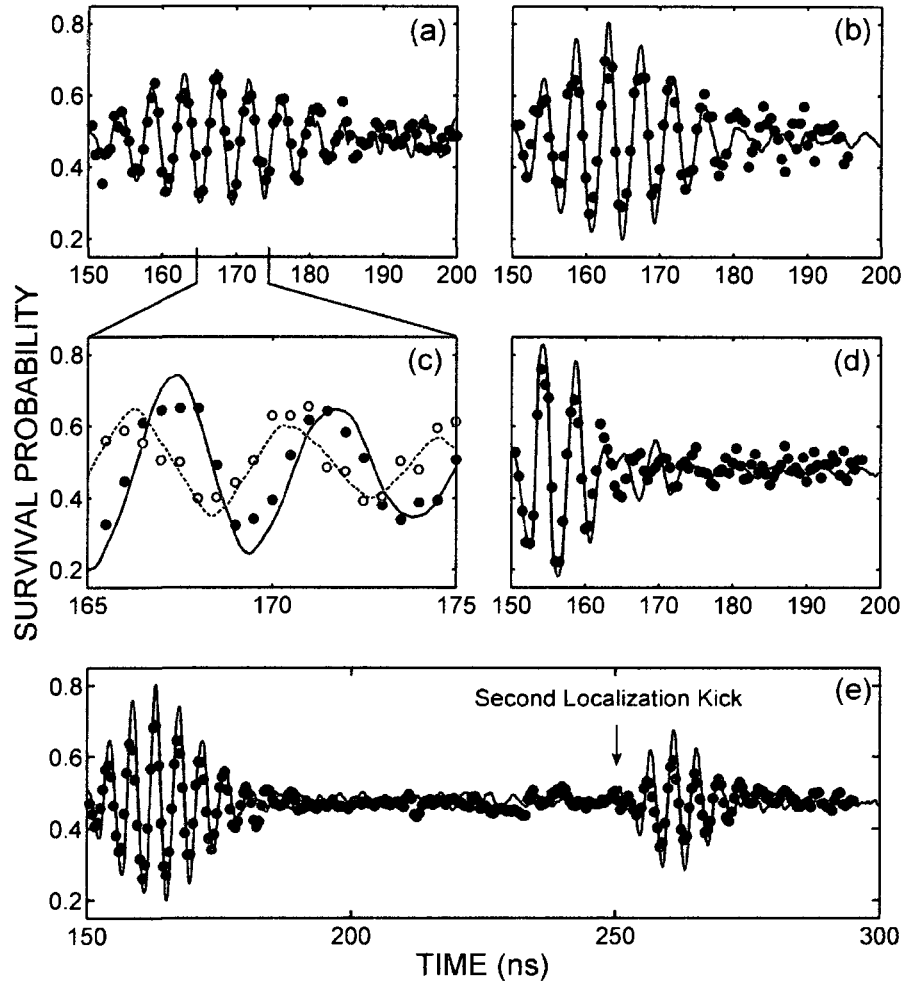 (a)
0.8
0.6
0.4
0.2
150 160 170 180 190 200
(b)
150 160 170 180 190 200
SURVIVAL PROBABILITY
(c)
0.8
0.6
0.4
0.2
165 170 175
(d)
150 160 170 180 190 200
(e)
0.8
0.6
0.4
0.2
Second Localization Kick
150 200 250 300
TIME (ns)